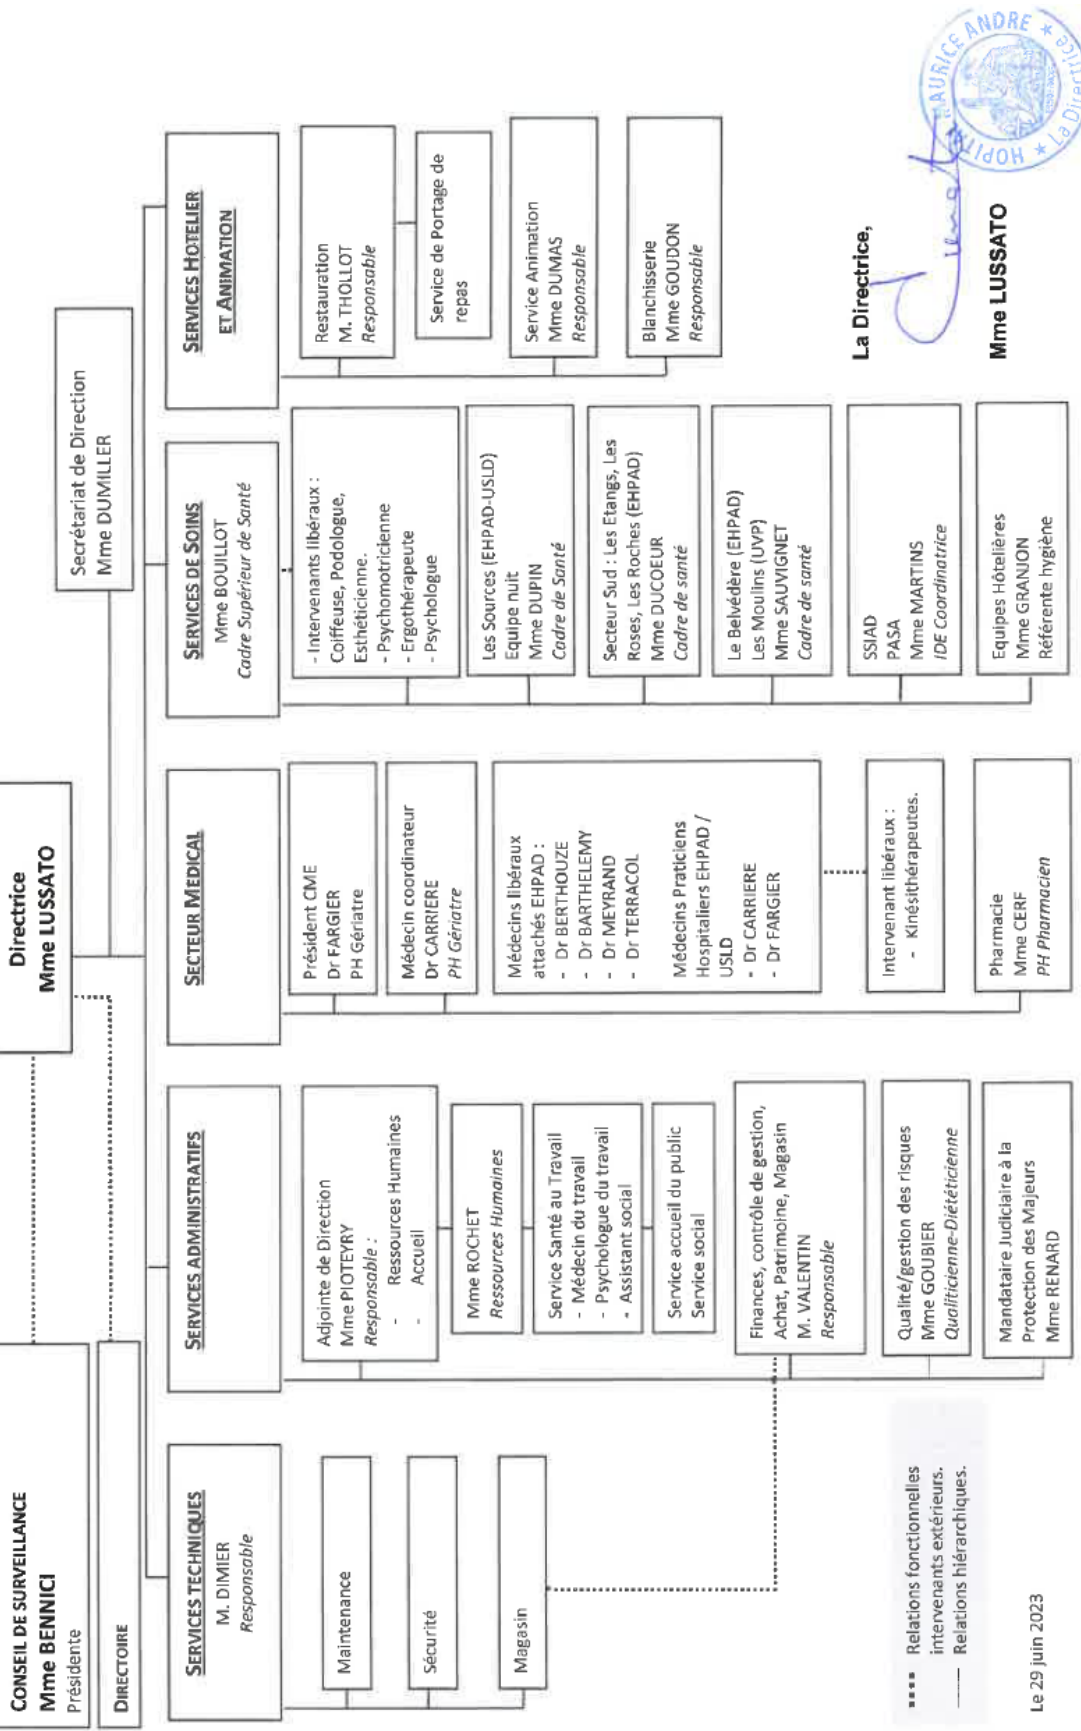 CONSEIL DE SURVEILLANCE
Mme BENNICI
Présidente
DIRECTOIRE
Directrice
Mme LUSSATO
Secrétariat de Direction
Mme DUMILLER
SERVICES TECHNIQUES
M. DIMIER
Responsable
Maintenance
Sécurité
Magasin
SERVICES ADMINISTRATIFS
Adjointe de Direction
Mme PIOTEYRY
Responsable :
- Ressources Humaines
- Accueil
Mme ROCHET
Ressources Humaines
Service Santé au Travail
- Médecin du travail
- Psychologue du travail
- Assistant social
Service accueil du public
Service social
Finances, contrôle de gestion,
Achat, Patrimoine, Magasin
M. VALENTIN
Responsable
Qualité/gestion des risques
Mme GOUBIER
Qualiticienne-Diététicienne
Mandataire Judiciaire à la
Protection des Majeurs
Mme RENARD
SECTEUR MEDICAL
Président CME
Dr FARGIER
PH Gériatre
Médecin coordinateur
Dr CARRIERE
PH Gériatre
Médecins libéraux
attachés EHPAD :
- Dr BERTHOUZE
- Dr BARTHELEMY
- Dr MEYRAND
- Dr TERRACOL
Médecins Praticiens
Hospitaliers EHPAD /
USLD
- Dr CARRIERE
- Dr FARGIER
Intervenant libéraux :
- Kinésithérapeutes.
Pharmacie
Mme CERF
PH Pharmacien
SERVICES DE SOINS
Mme BOUILLOT
Cadre Supérieur de Santé
- Intervenants libéraux :
Coiffeuse, Podologue,
Esthéticienne.
- Psychomotricienne
- Ergothérapeute
- Psychologue
Les Sources (EHPAD-USLD)
Equipe nuit
Mme DUPIN
Cadre de Santé
Secteur Sud : Les Etangs, Les
Roses, Les Roches (EHPAD)
Mme DUCOEUR
Cadre de santé
Le Belvédère (EHPAD)
Les Moulins (UVP)
Mme SAUVIGNET
Cadre de santé
SSIAD
PASA
Mme MARTINS
IDE Coordinatrice
Equipes Hôtelières
Mme GRANJON
Référente hygiène
SERVICES HOTELIER
ET ANIMATION
Restauration
M. THOLLOT
Responsable
Service de Portage de
repas
Service Animation
Mme DUMAS
Responsable
Blanchisserie
Mme GOUDON
Responsable
Relations fonctionnelles
intervenants extérieurs.
Relations hiérarchiques.
Le 29 juin 2023
La Directrice,
Mme LUSSATO
HOPITAL MAURICE ANDRE * La Directrice *